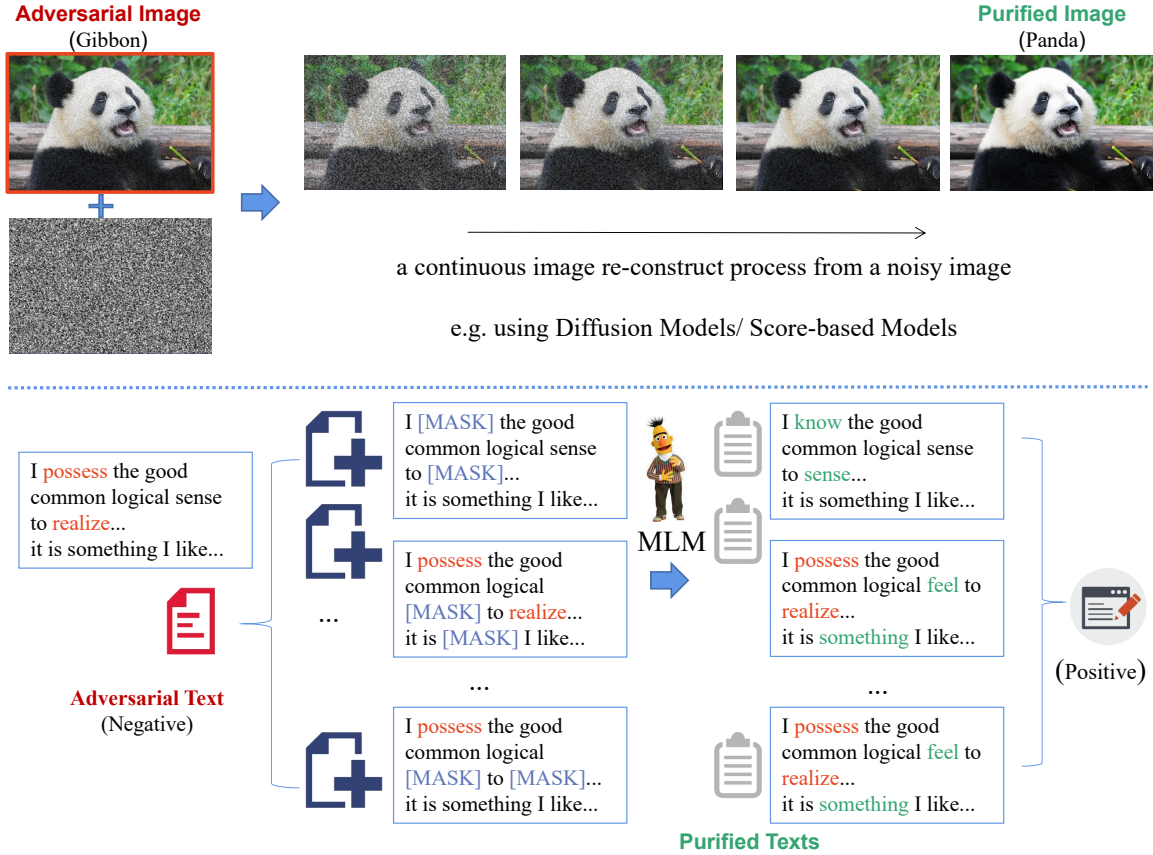 Adversarial Image
(Gibbon)
Purified Image
(Panda)
a continuous image re-construct process from a noisy image
e.g. using Diffusion Models/ Score-based Models
I possess the good
common logical sense
to realize...
it is something I like...
Adversarial Text
(Negative)
...
I [MASK] the good
common logical sense
to [MASK]...
it is something I like...
I possess the good
common logical
[MASK] to realize...
it is [MASK] I like...
...
I possess the good
common logical
[MASK] to [MASK]...
it is something I like...
MLM
I know the good
common logical sense
to sense...
it is something I like...
I possess the good
common logical feel to
realize...
it is something I like...
...
I possess the good
common logical feel to
realize...
it is something I like...
Purified Texts
(Positive)